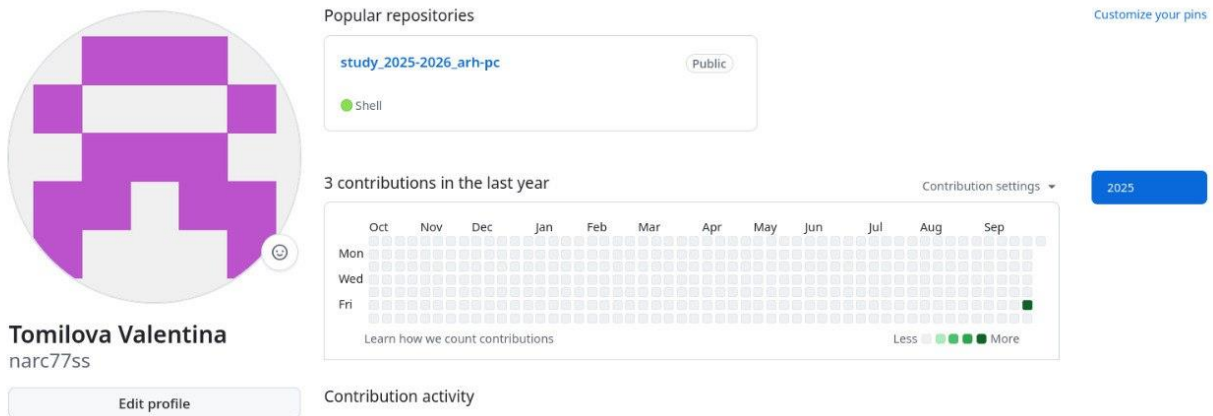 Popular repositories
Customize your pins
study_2025-2026_arh-pc
Public
Shell
3 contributions in the last year
Contribution settings
2025
Oct Nov Dec Jan Feb Mar Apr May Jun Jul Aug Sep
Mon
Wed
Fri
Learn how we count contributions
Less More
Tomilova Valentina
narc77ss
Edit profile
Contribution activity